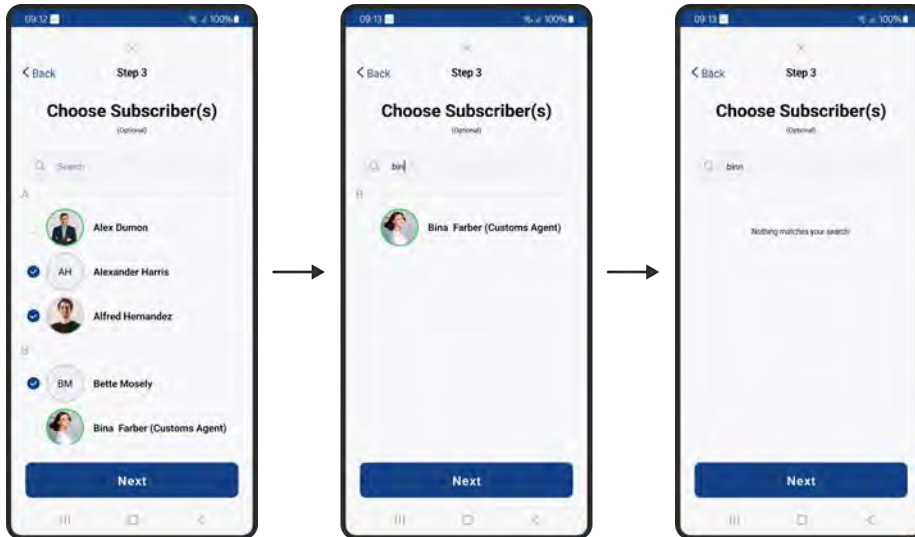 09:12 100%
Back Step 3
Choose Subscriber(s)
(Optional)
Search
A
Alex Dumon
AH Alexander Harris
Alfred Hernandez
B
BM Bette Mosely
Bina Farber (Customs Agent)
Next
09:13 100%
Back Step 3
Choose Subscriber(s)
(Optional)
bin
B
Bina Farber (Customs Agent)
Next
09:13 100%
Back Step 3
Choose Subscriber(s)
(Optional)
binn
Nothing matches your search
Next